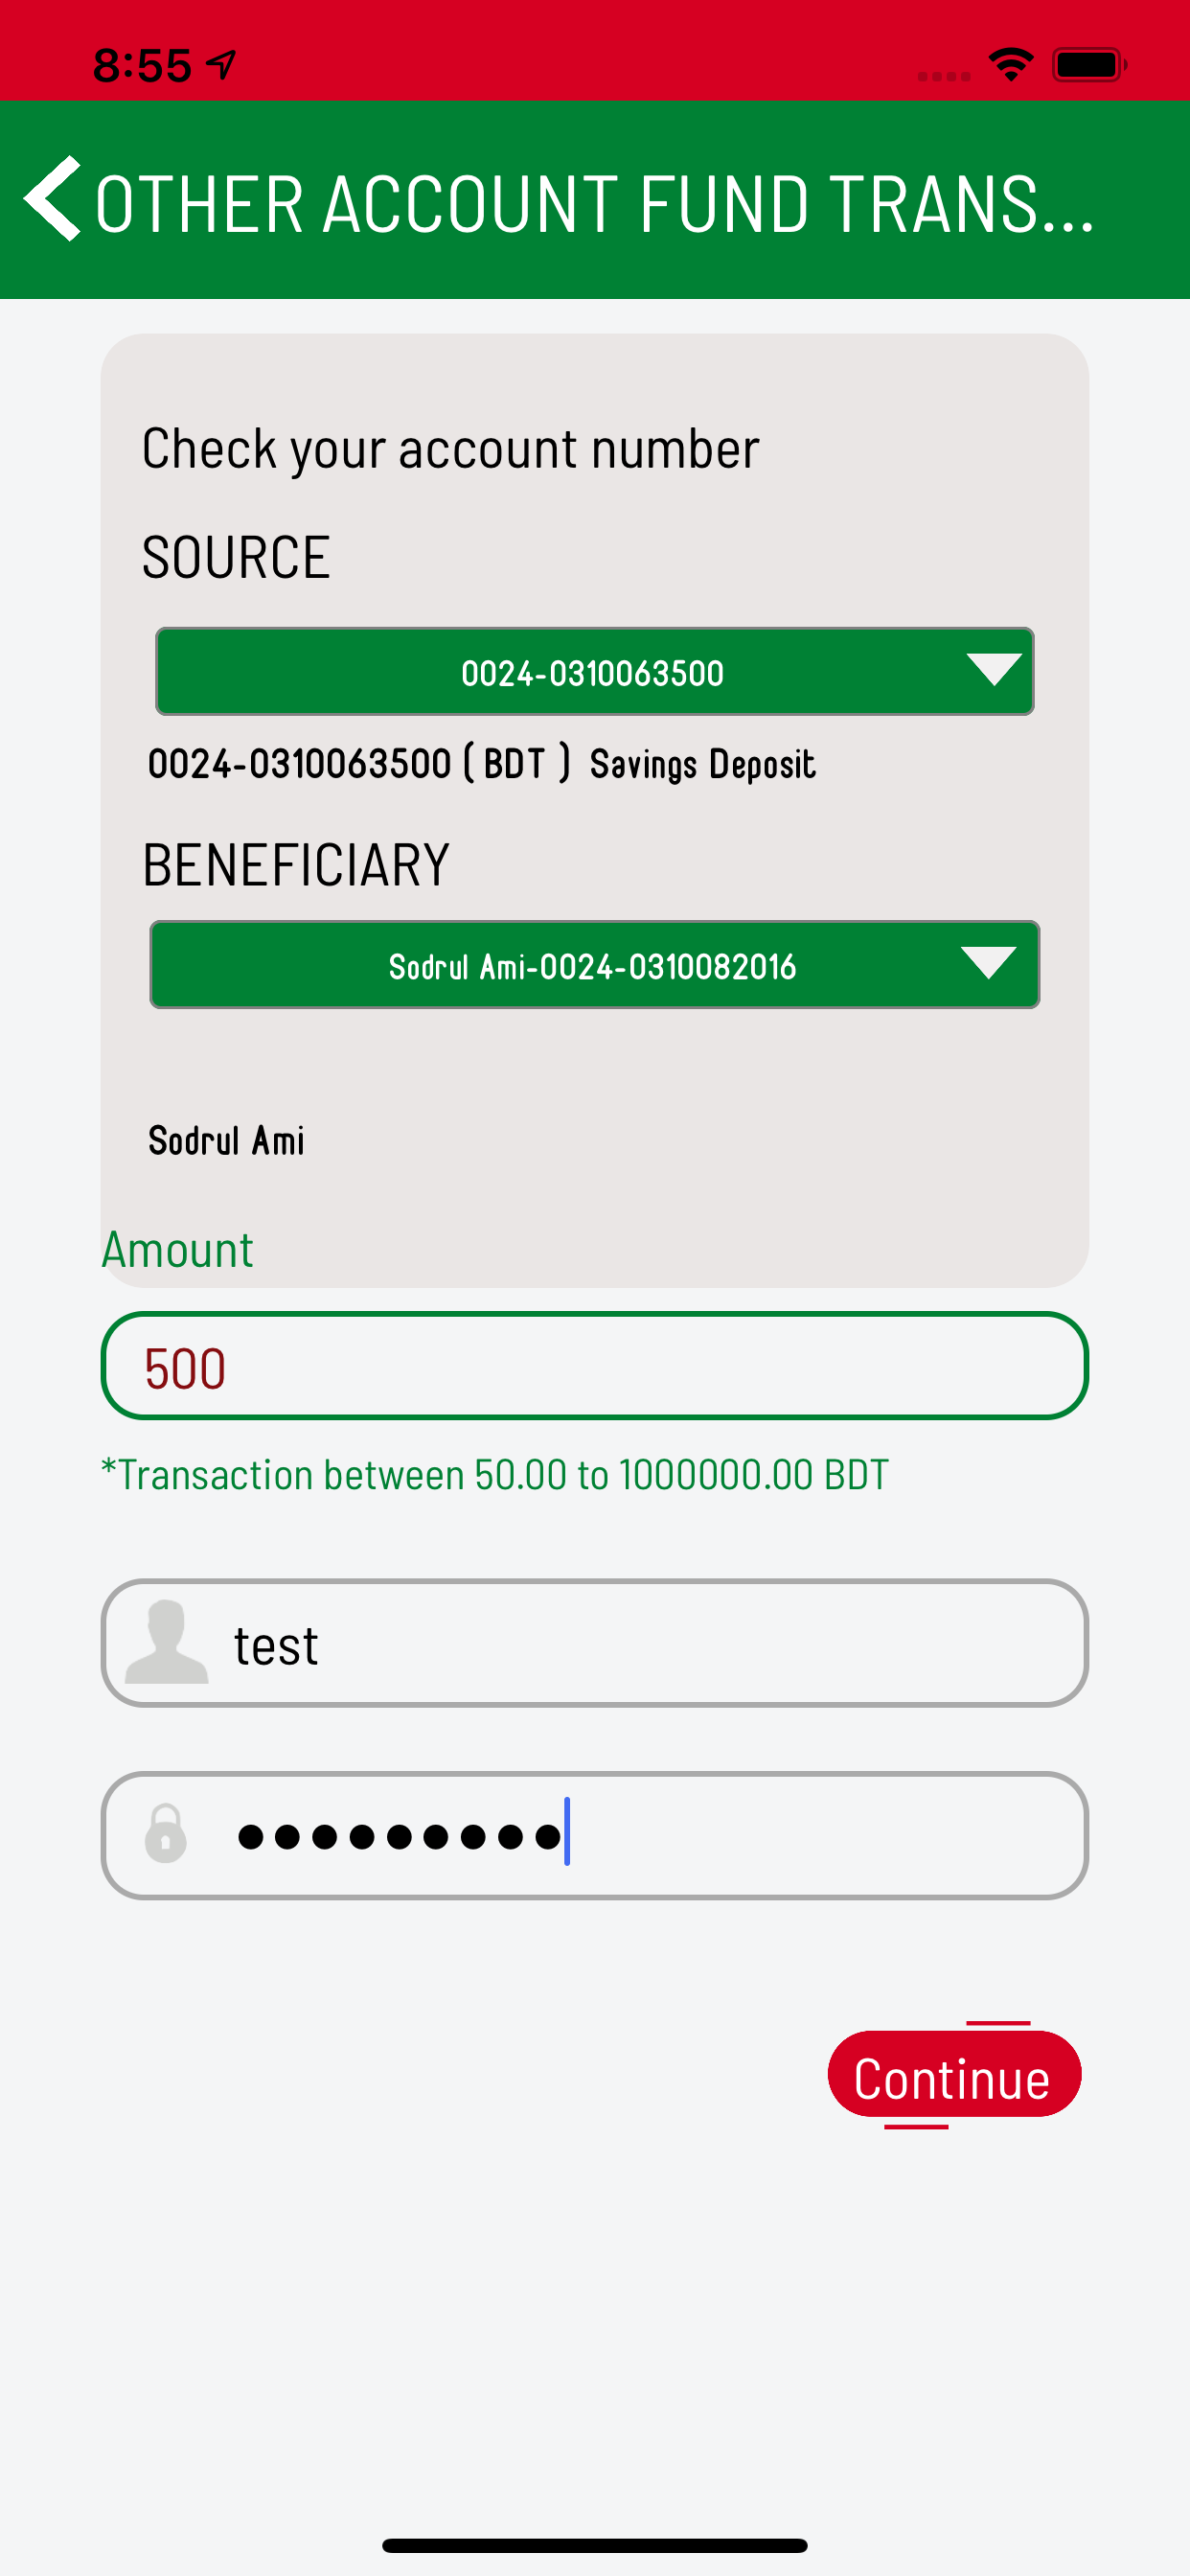 8:55
OTHER ACCOUNT FUND TRANS...
Check your account number
SOURCE
0024-0310063500
0024-0310063500 ( BDT ) Savings Deposit
BENEFICIARY
Sodrul Ami-0024-0310082016
Sodrul Ami
Amount
500
*Transaction between 50.00 to 1000000.00 BDT
test
●●●●●●●●●
Continue